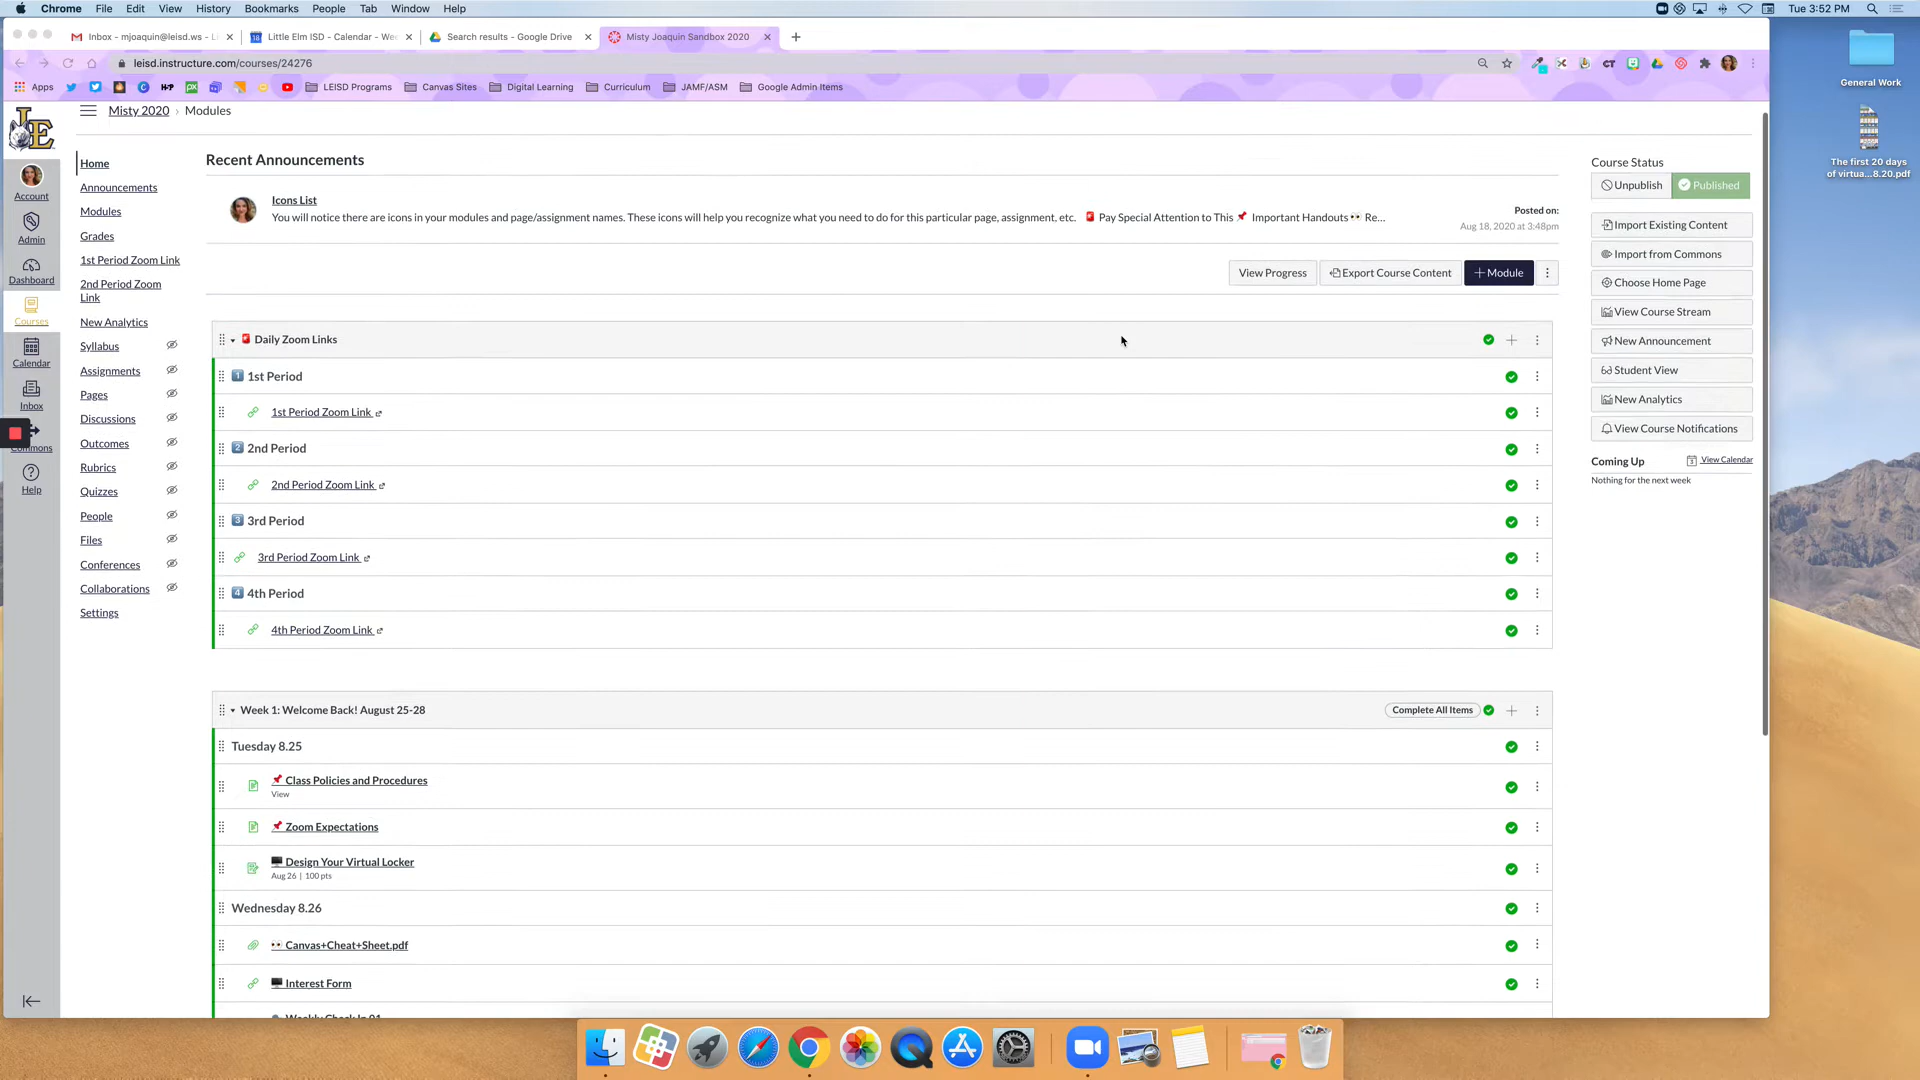 Chrome File Edit View History Bookmarks People Tab Window Help Tue 3:52 PM
Inbox - mjoaquin@leisd.ws - L Little Elm ISD - Calendar - Wee Search results - Google Drive Misty Joaquin Sandbox 2020
leisd.instructure.com/courses/24276
Apps LEISD Programs Canvas Sites Digital Learning Curriculum JAMF/ASM Google Admin Items
General Work
The first 20 days
of virtua...8.20.pdf
Misty 2020 › Modules
Account
Admin
Dashboard
Courses
Calendar
Inbox
Commons
Help
Home
Announcements
Modules
Grades
1st Period Zoom Link
2nd Period Zoom
Link
New Analytics
Syllabus
Assignments
Pages
Discussions
Outcomes
Rubrics
Quizzes
People
Files
Conferences
Collaborations
Settings
Recent Announcements
Icons List
You will notice there are icons in your modules and page/assignment names. These icons will help you recognize what you need to do for this particular page, assignment, etc. 🚨 Pay Special Attention to This 📌 Important Handouts 👀 Re...
Posted on:
Aug 18, 2020 at 3:48pm
View Progress Export Course Content + Module
Daily Zoom Links
1 1st Period
1st Period Zoom Link
2 2nd Period
2nd Period Zoom Link
3 3rd Period
3rd Period Zoom Link
4 4th Period
4th Period Zoom Link
Week 1: Welcome Back! August 25-28 Complete All Items
Tuesday 8.25
Class Policies and Procedures
View
Zoom Expectations
Design Your Virtual Locker
Aug 26 | 100 pts
Wednesday 8.26
Canvas+Cheat+Sheet.pdf
Interest Form
Weekly Check In 01
Course Status
Unpublish Published
Import Existing Content
Import from Commons
Choose Home Page
View Course Stream
New Announcement
Student View
New Analytics
View Course Notifications
Coming Up View Calendar
Nothing for the next week